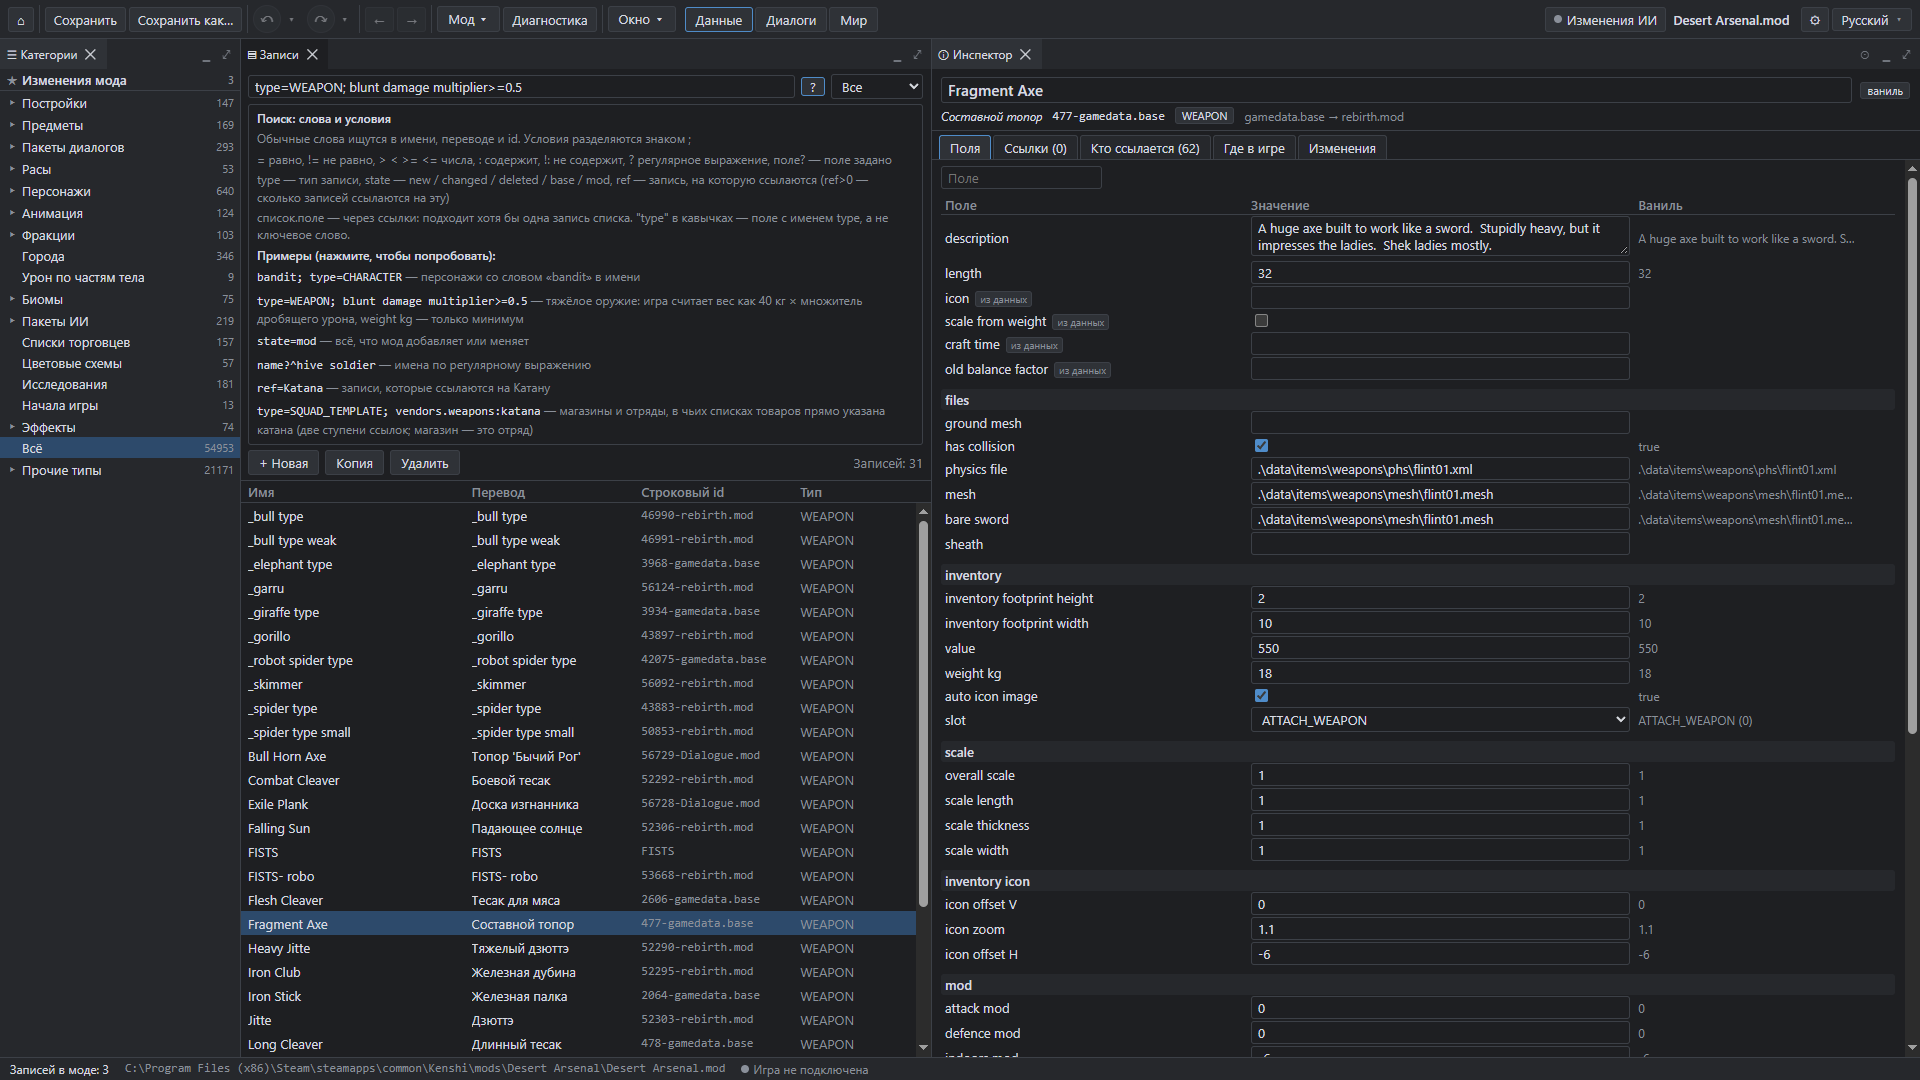 Сохранить Сохранить как... Мод Диагностика Окно Данные Диалоги Мир Изменения ИИ Desert Arsenal.mod Русский
Категории
Изменения мода 3
Постройки 147
Предметы 169
Пакеты диалогов 293
Расы 53
Персонажи 640
Анимация 124
Фракции 103
Города 346
Урон по частям тела 9
Биомы 75
Пакеты ИИ 219
Списки торговцев 157
Цветовые схемы 57
Исследования 181
Начала игры 13
Эффекты 74
Всё 54953
Прочие типы 21171
Записи
type=WEAPON; blunt damage multiplier>=0.5 ? Все
Поиск: слова и условия
Обычные слова ищутся в имени, переводе и id. Условия разделяются знаком ;
= равно, != не равно, > < >= <= числа, : содержит, !: не содержит, ? регулярное выражение, поле? — поле задано
type — тип записи, state — new / changed / deleted / base / mod, ref — запись, на которую ссылаются (ref>0 —
сколько записей ссылаются на эту)
список.поле — через ссылки: подходит хотя бы одна запись списка. "type" в кавычках — поле с именем type, а не
ключевое слово.
Примеры (нажмите, чтобы попробовать):
bandit; type=CHARACTER — персонажи со словом «bandit» в имени
type=WEAPON; blunt damage multiplier>=0.5 — тяжёлое оружие: игра считает вес как 40 кг × множитель
дробящего урона, weight kg — только минимум
state=mod — всё, что мод добавляет или меняет
name?^hive soldier — имена по регулярному выражению
ref=Katana — записи, которые ссылаются на Катану
type=SQUAD_TEMPLATE; vendors.weapons:katana — магазины и отряды, в чьих списках товаров прямо указана
катана (две ступени ссылок; магазин — это отряд)
+ Новая Копия Удалить Записей: 31
Имя Перевод Строковый id Тип
_bull type _bull type 46990-rebirth.mod WEAPON
_bull type weak _bull type weak 46991-rebirth.mod WEAPON
_elephant type _elephant type 3968-gamedata.base WEAPON
_garru _garru 56124-rebirth.mod WEAPON
_giraffe type _giraffe type 3934-gamedata.base WEAPON
_gorillo _gorillo 43897-rebirth.mod WEAPON
_robot spider type _robot spider type 42075-gamedata.base WEAPON
_skimmer _skimmer 56092-rebirth.mod WEAPON
_spider type _spider type 43883-rebirth.mod WEAPON
_spider type small _spider type small 50853-rebirth.mod WEAPON
Bull Horn Axe Топор 'Бычий Рог' 56729-Dialogue.mod WEAPON
Combat Cleaver Боевой тесак 52292-rebirth.mod WEAPON
Exile Plank Доска изгнанника 56728-Dialogue.mod WEAPON
Falling Sun Падающее солнце 52306-rebirth.mod WEAPON
FISTS FISTS FISTS WEAPON
FISTS- robo FISTS- robo 53668-rebirth.mod WEAPON
Flesh Cleaver Тесак для мяса 2606-gamedata.base WEAPON
Fragment Axe Составной топор 477-gamedata.base WEAPON
Heavy Jitte Тяжелый дзюттэ 52290-rebirth.mod WEAPON
Iron Club Железная дубина 52295-rebirth.mod WEAPON
Iron Stick Железная палка 2064-gamedata.base WEAPON
Jitte Дзюттэ 52303-rebirth.mod WEAPON
Long Cleaver Длинный тесак 478-gamedata.base WEAPON
Инспектор
Fragment Axe ваниль
Составной топор 477-gamedata.base WEAPON gamedata.base → rebirth.mod
Поля Ссылки (0) Кто ссылается (62) Где в игре Изменения
Поле
Поле Значение Ваниль
description A huge axe built to work like a sword. Stupidly heavy, but it A huge axe built to work like a sword. S...
impresses the ladies. Shek ladies mostly.
length 32 32
icon из данных
scale from weight из данных
craft time из данных
old balance factor из данных
files
ground mesh
has collision true
physics file .\data\items\weapons\phs\flint01.xml .\data\items\weapons\phs\flint01.xml
mesh .\data\items\weapons\mesh\flint01.mesh .\data\items\weapons\mesh\flint01.me...
bare sword .\data\items\weapons\mesh\flint01.mesh .\data\items\weapons\mesh\flint01.me...
sheath
inventory
inventory footprint height 2 2
inventory footprint width 10 10
value 550 550
weight kg 18 18
auto icon image true
slot ATTACH_WEAPON ATTACH_WEAPON (0)
scale
overall scale 1 1
scale length 1 1
scale thickness 1 1
scale width 1 1
inventory icon
icon offset V 0 0
icon zoom 1.1 1.1
icon offset H -6 -6
mod
attack mod 0 0
defence mod 0 0
Записей в моде: 3 C:\Program Files (x86)\Steam\steamapps\common\Kenshi\mods\Desert Arsenal\Desert Arsenal.mod Игра не подключена